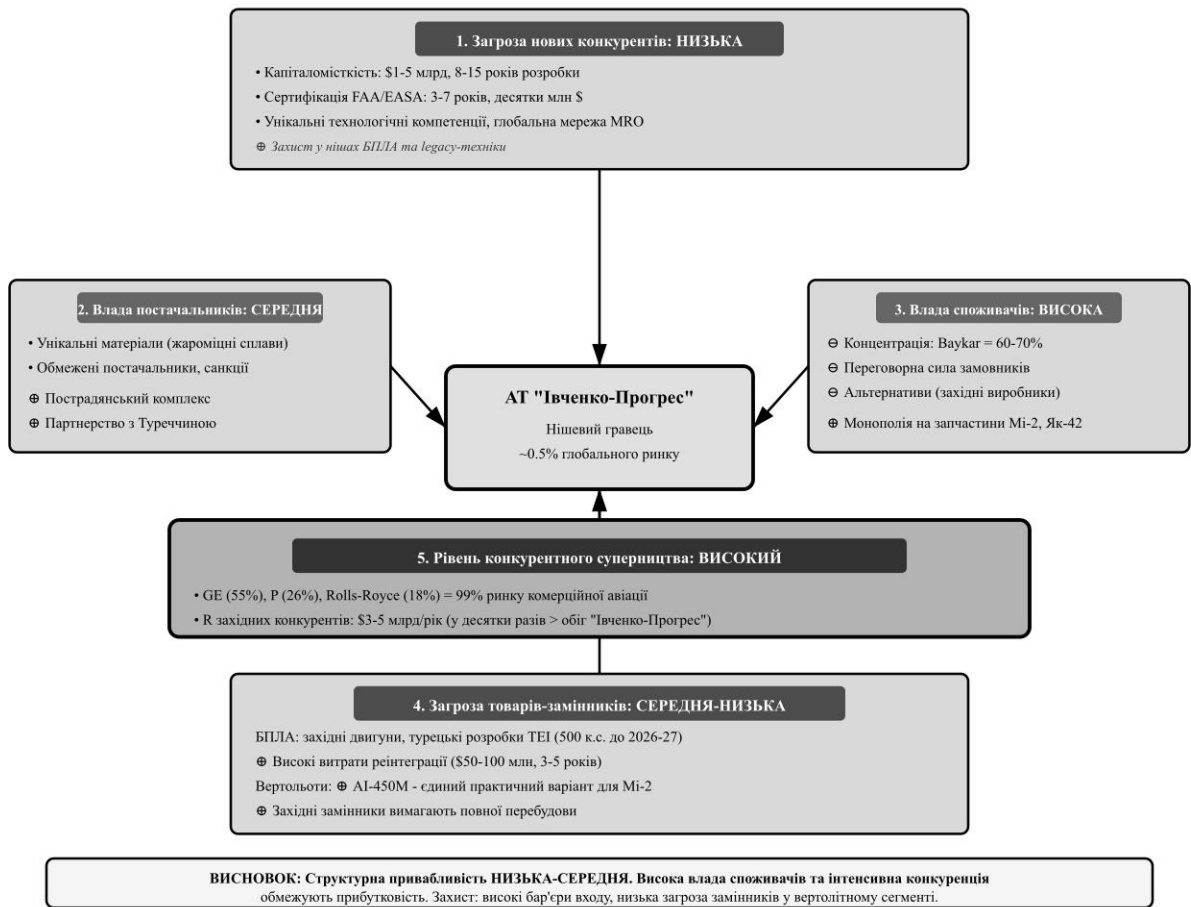 1. Загроза нових конкурентів: НИЗЬКА
• Капіталомісткість: $1-5 млрд, 8-15 років розробки
• Сертифікація FAA/EASA: 3-7 років, десятки млн $
• Унікальні технологічні компетенції, глобальна мережа MRO
⊕ Захист у нішах БПЛА та legacy-техніки
2. Влада постачальників: СЕРЕДНЯ
• Унікальні матеріали (жароміцні сплави)
• Обмежені постачальники, санкції
⊕ Пострадянський комплекс
⊕ Партнерство з Туреччиною
3. Влада споживачів: ВИСОКА
⊖ Концентрація: Baykar = 60-70%
⊖ Переговорна сила замовників
⊖ Альтернативи (західні виробники)
⊕ Монополія на запчастини Мі-2, Як-42
АТ "Івченко-Прогрес"
Нішевий гравець
~0.5% глобального ринку
5. Рівень конкурентного суперництва: ВИСОКИЙ
• GE (55%), P (26%), Rolls-Royce (18%) = 99% ринку комерційної авіації
• R західних конкурентів: $3-5 млрд/рік (у десятки разів > обіг "Івченко-Прогрес")
4. Загроза товарів-замінників: СЕРЕДНЯ-НИЗЬКА
БПЛА: західні двигуни, турецькі розробки TEI (500 к.с. до 2026-27)
⊕ Високі витрати реінтеграції ($50-100 млн, 3-5 років)
Вертольоти: ⊕ АІ-450М - єдиний практичний варіант для Мі-2
⊕ Західні замінники вимагають повної перебудови
ВИСНОВОК: Структурна привабливість НИЗЬКА-СЕРЕДНЯ. Висока влада споживачів та інтенсивна конкуренція
обмежують прибутковість. Захист: високі бар'єри входу, низька загроза замінників у вертолітному сегменті.